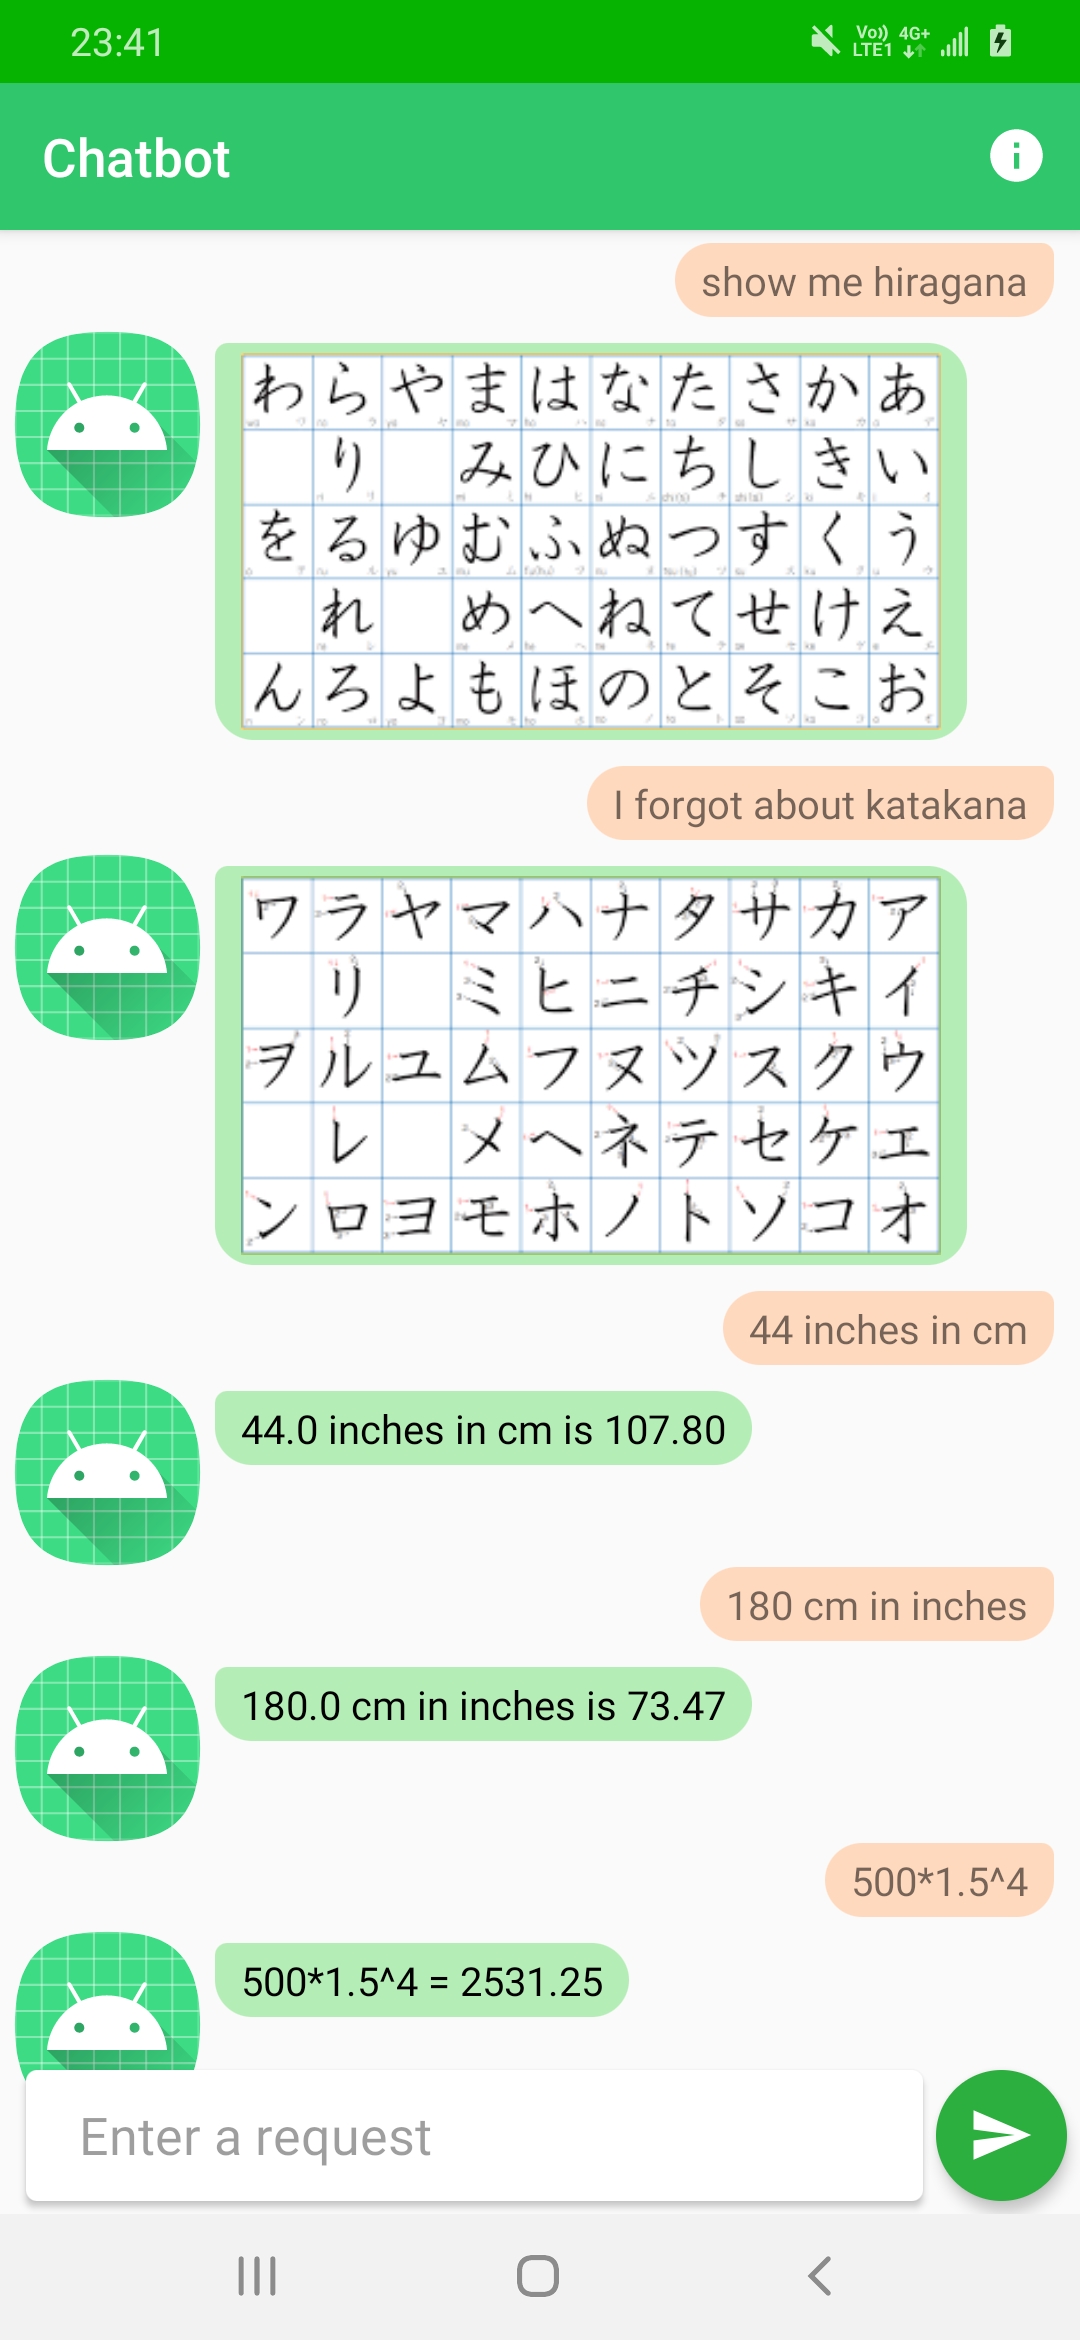 23:41
Vo)) 4G+
LTE1
Chatbot
show me hiragana
わ ら や ま は な た さ か あ
り み ひ に ち し き い
を る ゆ む ふ ぬ つ す く う
れ め へ ね て せ け え
ん ろ よ も ほ の と そ こ お
I forgot about katakana
ワ ラ ヤ マ ハ ナ タ サ カ ア
リ ミ ヒ ニ チ シ キ イ
ヲ ル ユ ム フ ヌ ツ ス ク ウ
レ メ ヘ ネ テ セ ケ エ
ン ロ ヨ モ ホ ノ ト ソ コ オ
44 inches in cm
44.0 inches in cm is 107.80
180 cm in inches
180.0 cm in inches is 73.47
500*1.5^4
500*1.5^4 = 2531.25
Enter a request